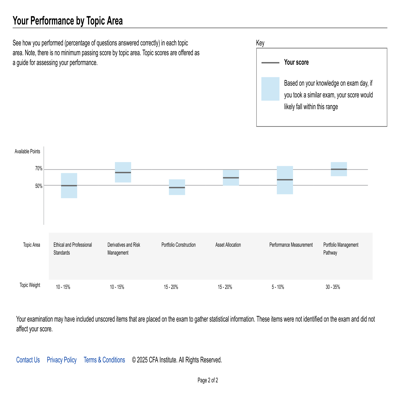 Your Performance by Topic Area
See how you performed (percentage of questions answered correctly) in each topic
area. Note, there is no minimum passing score by topic area. Topic scores are offered as
a guide for assessing your performance.
Key
Your score
Based on your knowledge on exam day, if
you took a similar exam, your score would
likely fall within this range
Available Points
70%
50%
Topic Area
Ethical and Professional
Standards
Derivatives and Risk
Management
Portfolio Construction
Asset Allocation
Performance Measurement
Portfolio Management
Pathway
Topic Weight
10 - 15%
10 - 15%
15 - 20%
15 - 20%
5 - 10%
30 - 35%
Your examination may have included unscored items that are placed on the exam to gather statistical information. These items were not identified on the exam and did not
affect your score.
Contact Us Privacy Policy Terms & Conditions © 2025 CFA Institute. All Rights Reserved.
Page 2 of 2